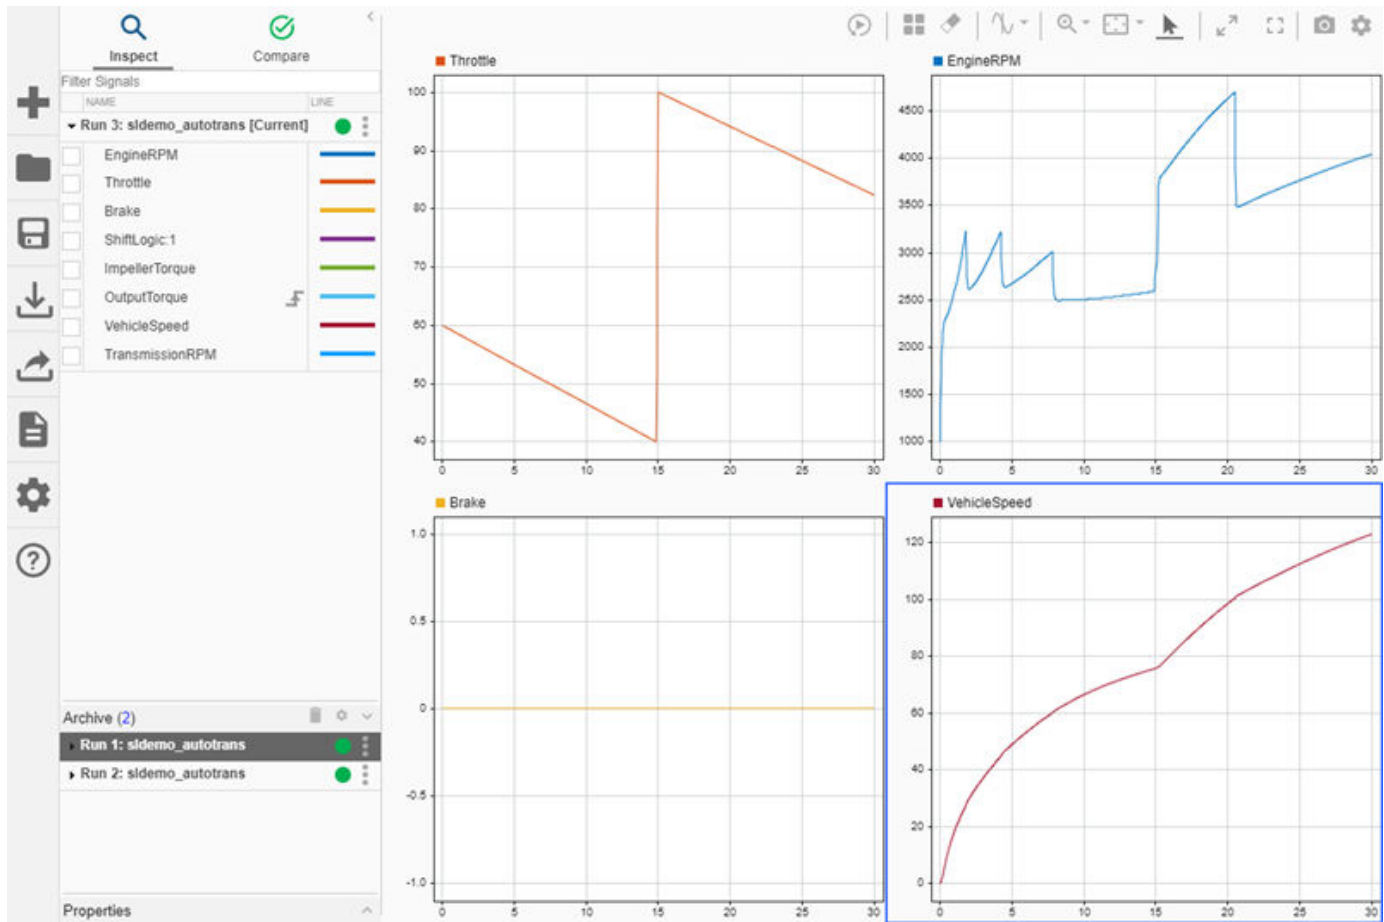 Inspect
Compare
Filter Signals
NAME
LINE
Run 3: sldemo_autotrans [Current]
EngineRPM
Throttle
Brake
ShiftLogic:1
ImpellerTorque
OutputTorque
VehicleSpeed
TransmissionRPM
Archive (2)
Run 1: sldemo_autotrans
Run 2: sldemo_autotrans
Properties
Throttle
100
90
80
70
60
50
40
0 5 10 15 20 25 30
EngineRPM
4500
4000
3500
3000
2500
2000
1500
1000
0 5 10 15 20 25 30
Brake
1.0
0.5
0
-0.5
-1.0
0 5 10 15 20 25 30
VehicleSpeed
120
100
80
60
40
20
0
0 5 10 15 20 25 30